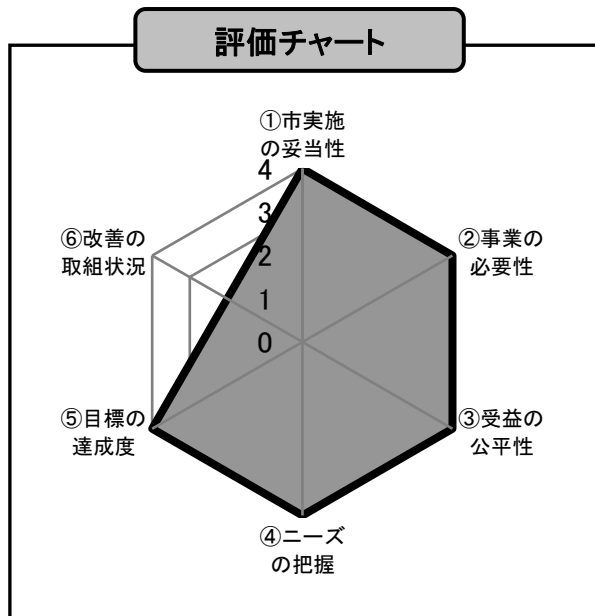 評価チャート
①市実施
の妥当性
4
3
2
1
0
②事業の
必要性
③受益の
公平性
④ニーズ
の把握
⑤目標の
達成度
⑥改善の
取組状況